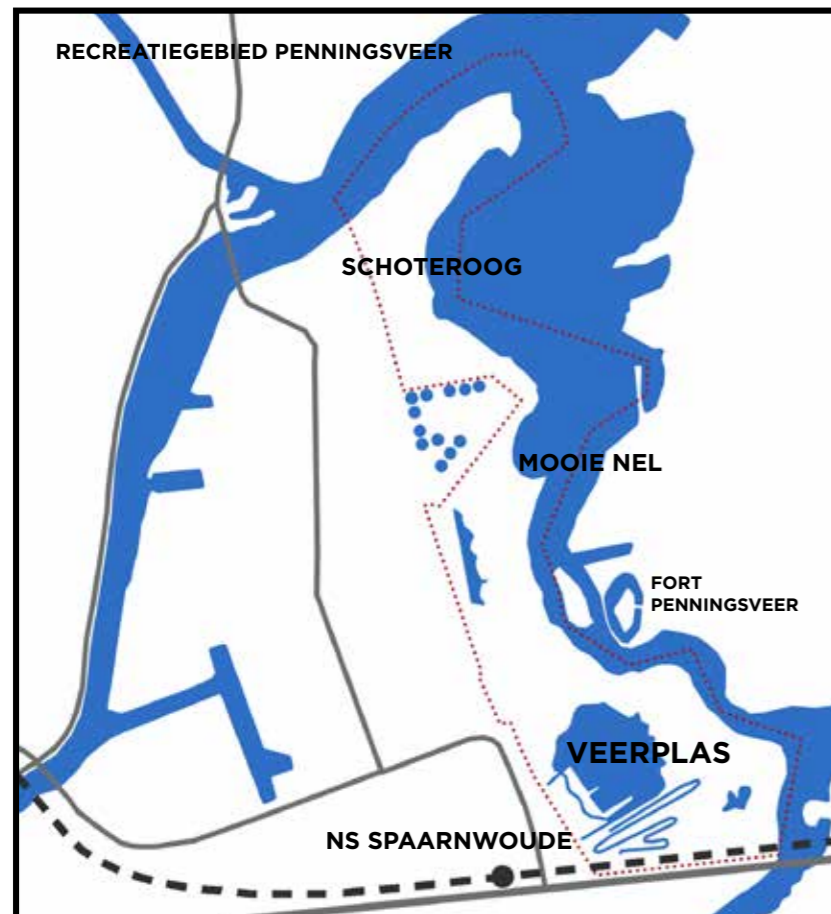 RECREATIEGEBIED PENNINGSVEER
SCHOTEROOG
MOOIE NEL
FORT
PENNINGSVEER
VEERPLAS
NS SPAARNWOUDE